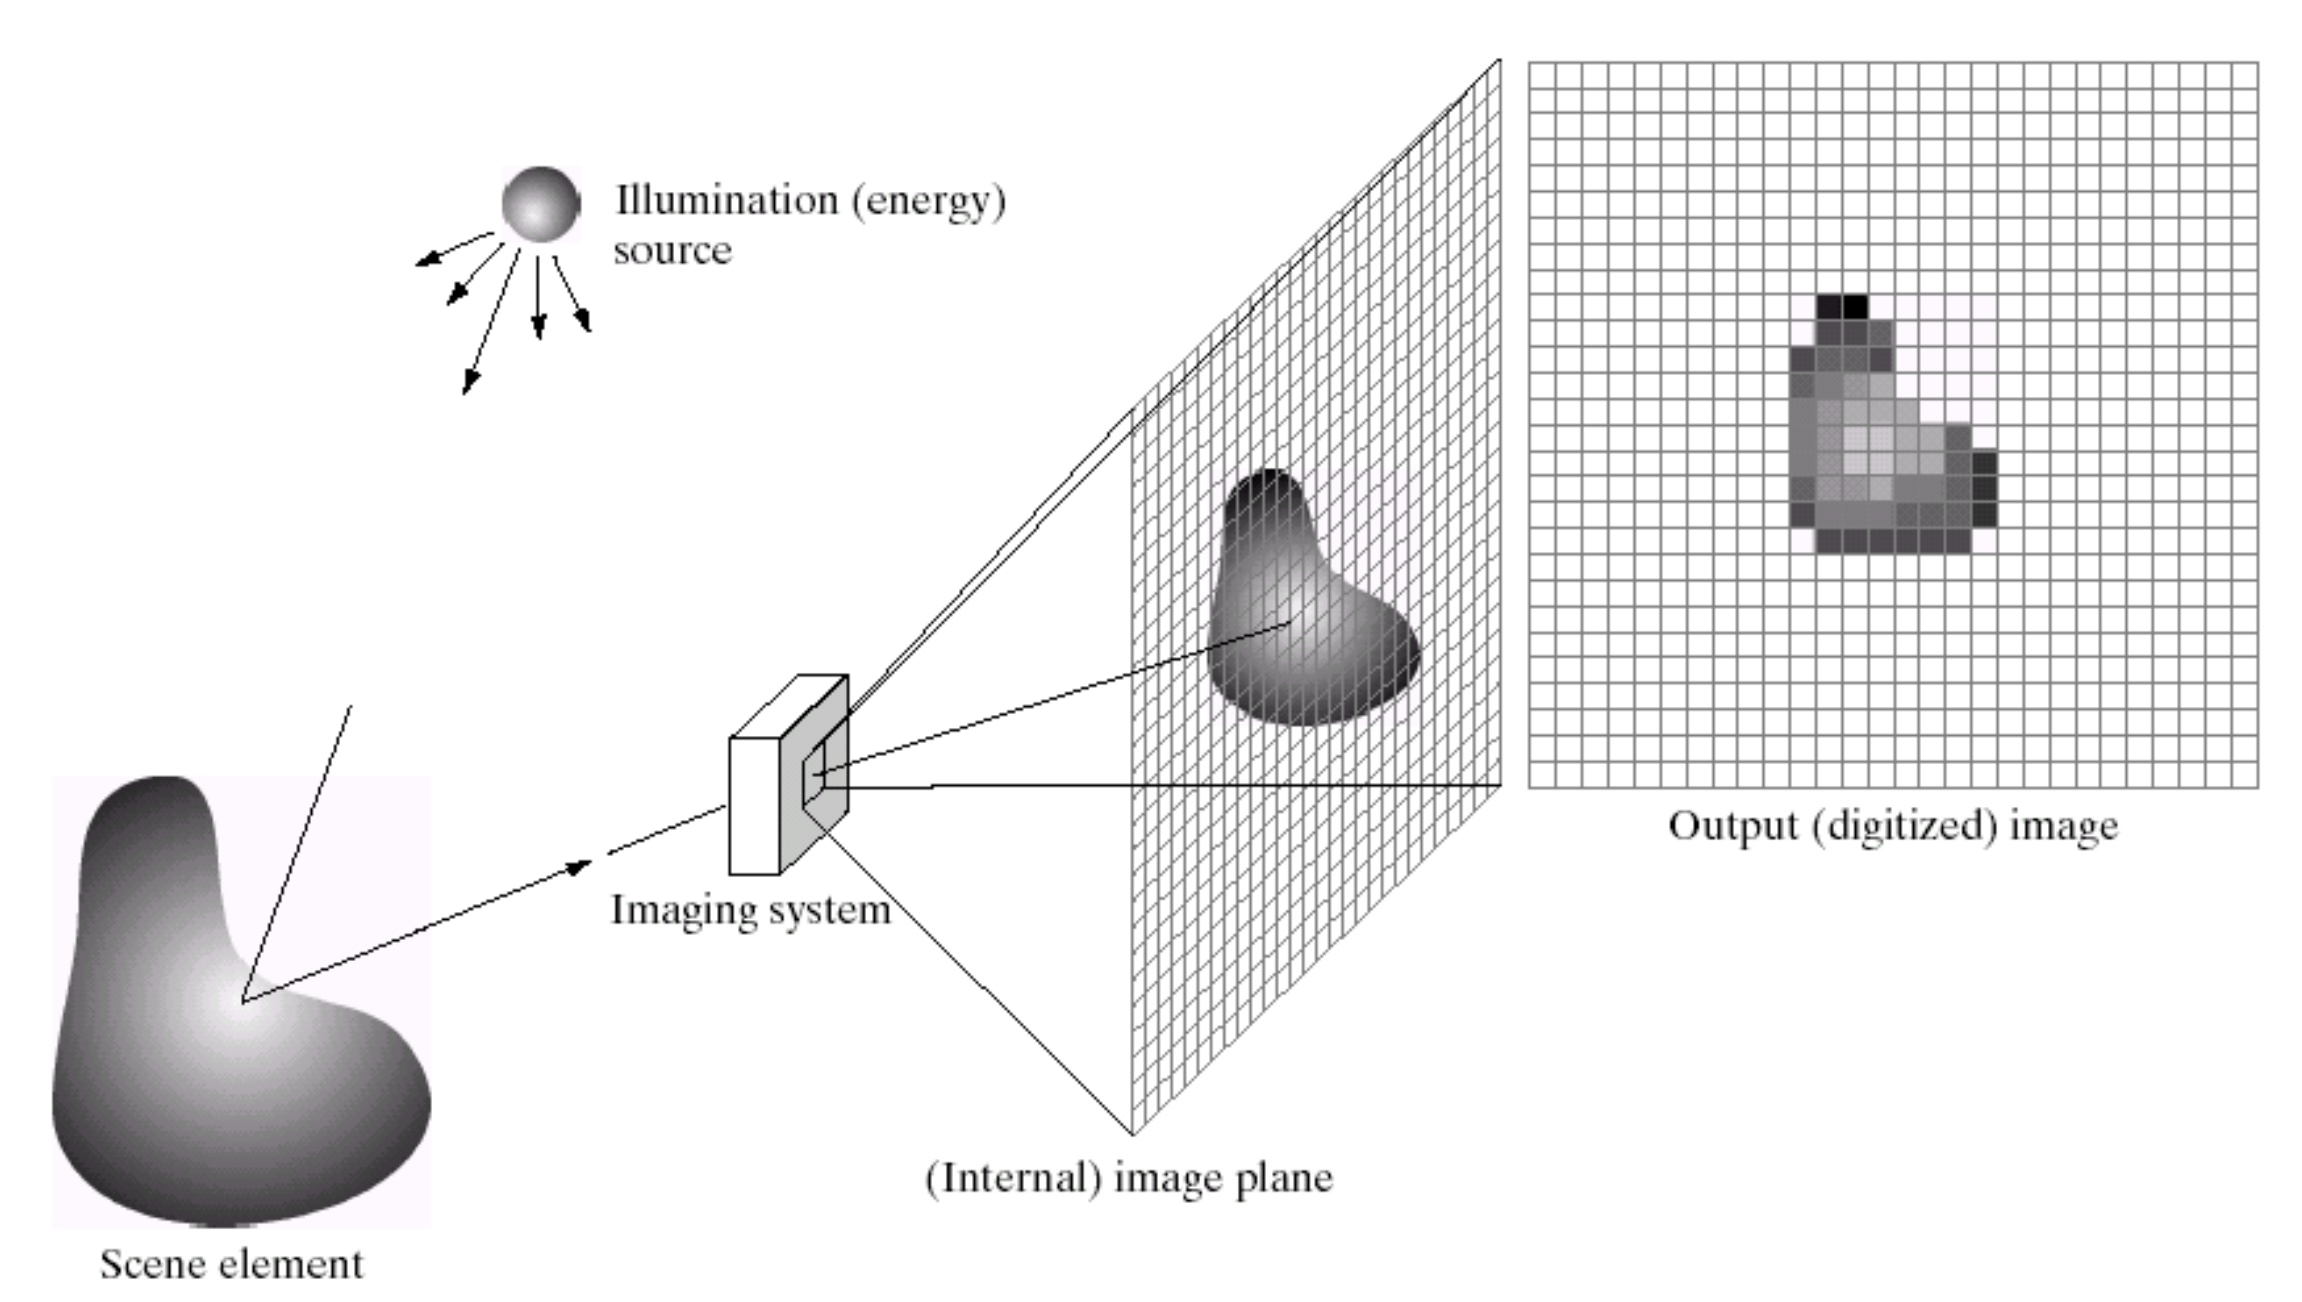 Illumination (energy)
source
Output (digitized) image
Imaging system
(Internal) image plane
Scene element